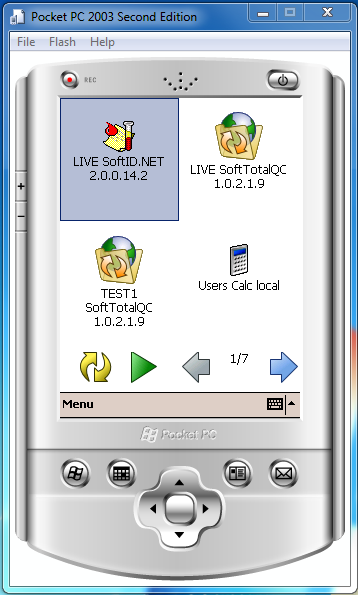 Pocket PC 2003 Second Edition
File Flash Help
REC
LIVE SoftID.NET
2.0.0.14.2
LIVE SoftTotalQC
1.0.2.1.9
TEST1
SoftTotalQC
1.0.2.1.9
Users Calc local
1/7
Menu
Pocket PC